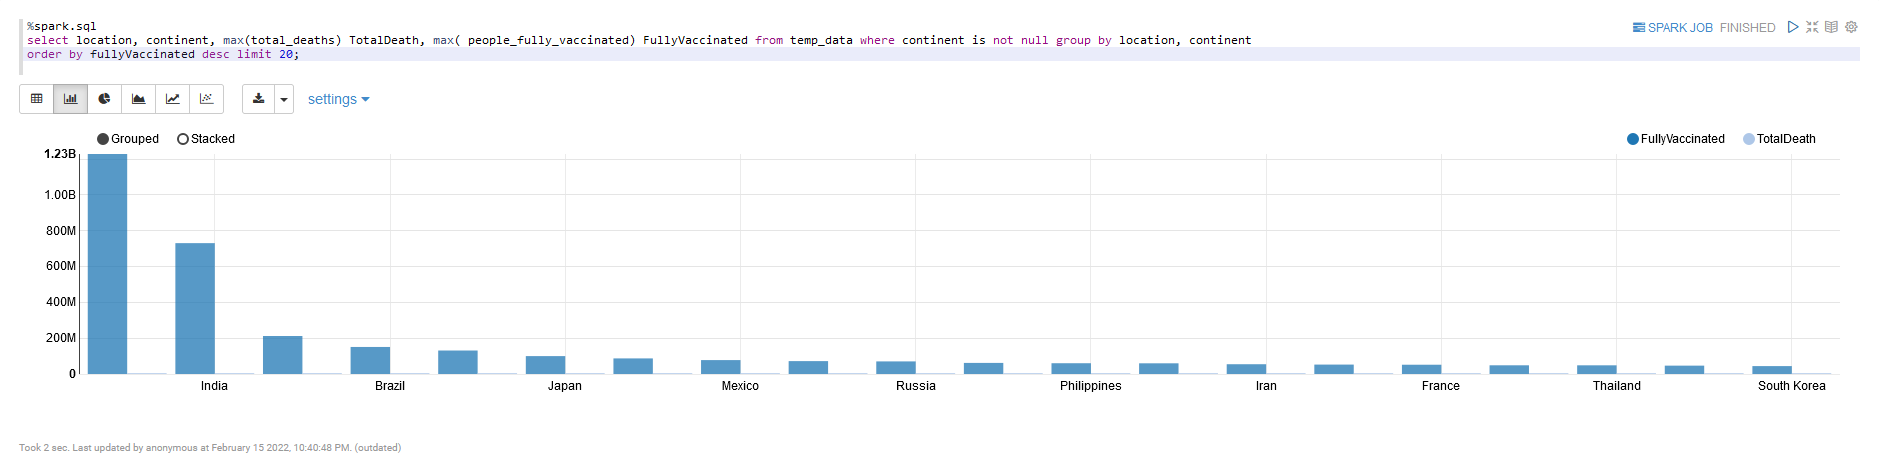 %spark.sql
select location, continent, max(total_deaths) TotalDeath, max( people_fully_vaccinated) FullyVaccinated from temp_data where continent is not null group by location, continent
order by fullyVaccinated desc limit 20;
SPARK JOB FINISHED
settings
Grouped Stacked
FullyVaccinated TotalDeath
1.23B
1.00B
800M
600M
400M
200M
0
India Brazil Japan Mexico Russia Philippines Iran France Thailand South Korea
Took 2 sec. Last updated by anonymous at February 15 2022, 10:40:48 PM. (outdated)